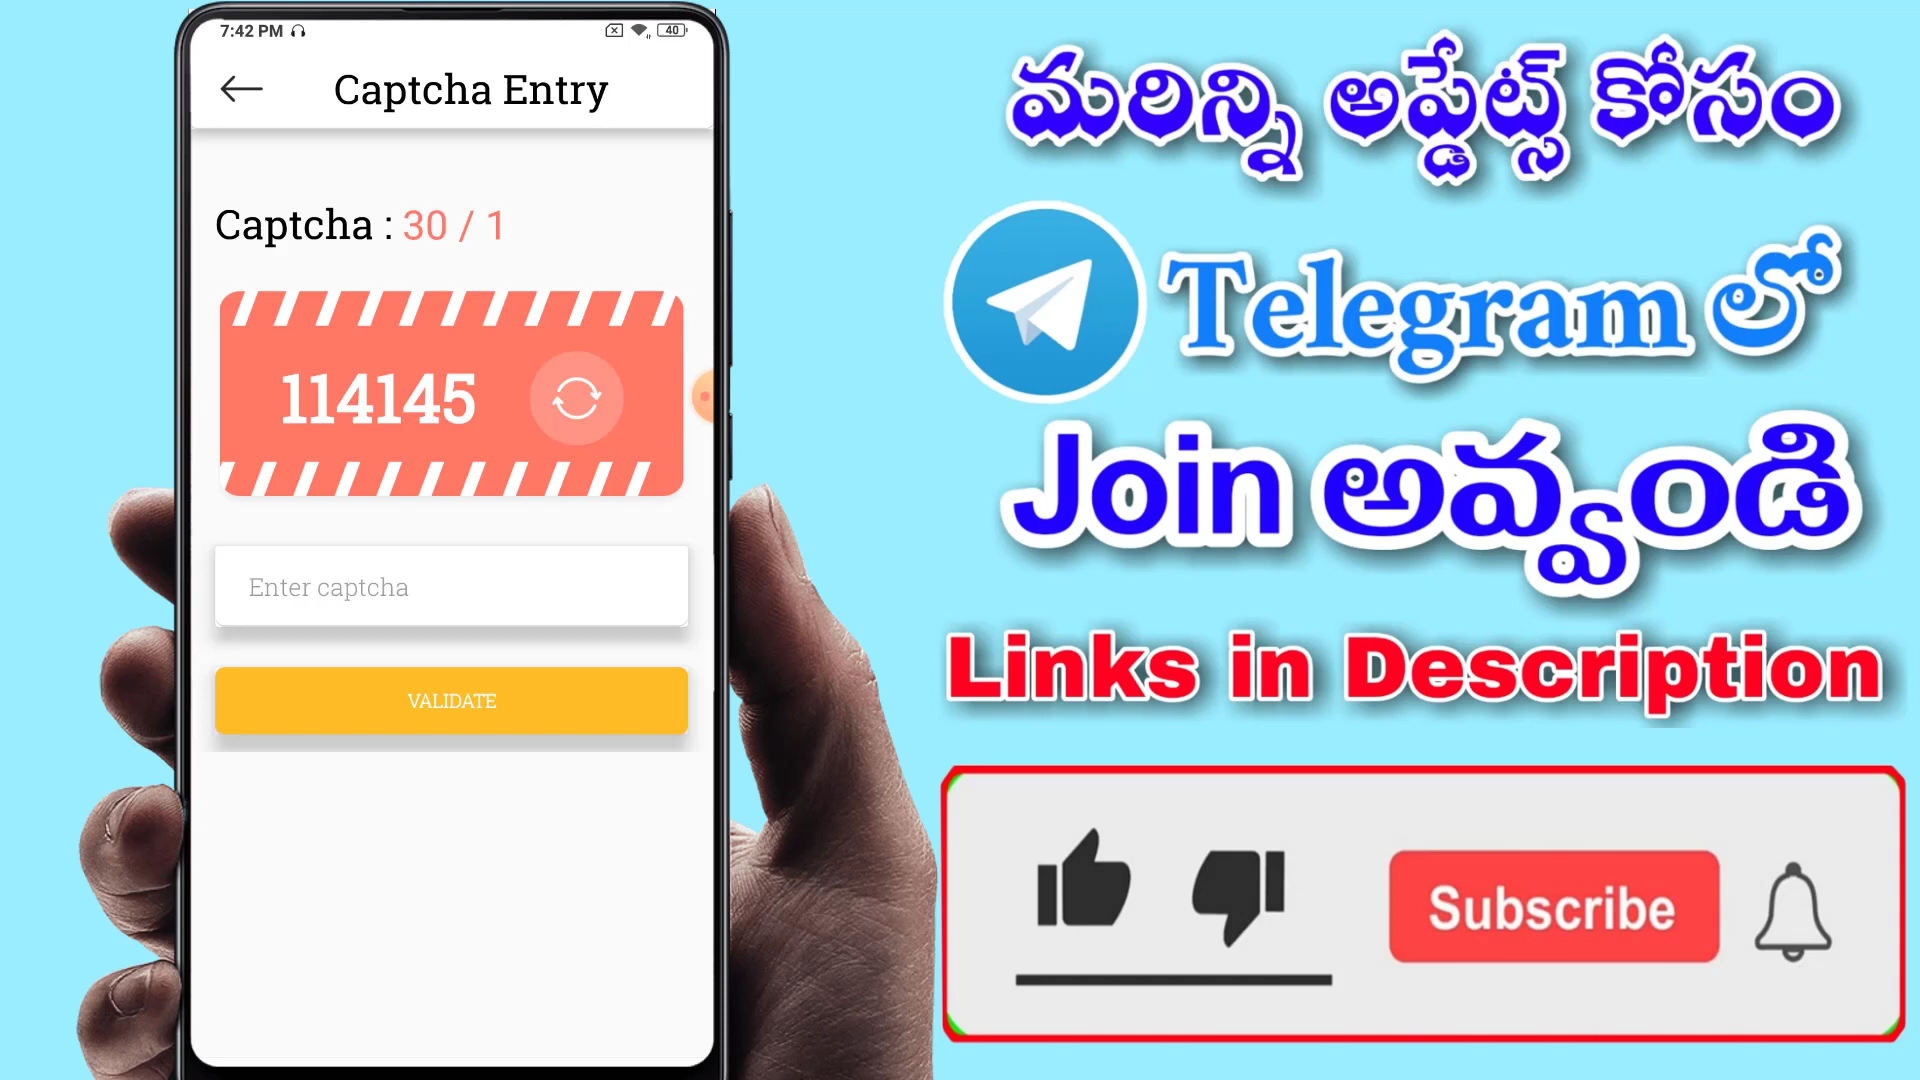 7:42 PM
40
Captcha Entry
Captcha : 30 / 1
114145
Enter captcha
VALIDATE
మరిన్ని అప్డేట్స్ కోసం
Telegram లో
Join అవ్వండి
Links in Description
Subscribe